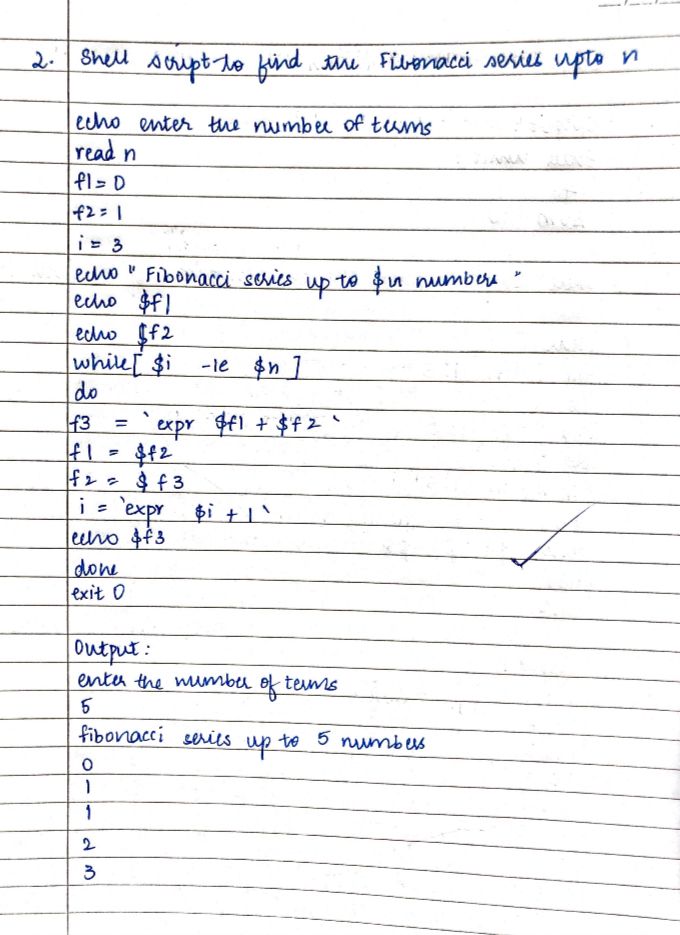 2. Shell script to find the Fibonacci series upto n
echo enter the number of terms
read n
f1=0
f2=1
i=3
echo " Fibonacci series up to $n numbers "
echo $f1
echo $f2
while[ $i -le $n ]
do
f3 = `expr $f1 + $f2 `
f1 = $f2
f2 = $f3
i = `expr $i + 1`
echo $f3
done
exit 0
Output:
enter the number of terms
5
fibonacci series up to 5 numbers
0
1
1
2
3